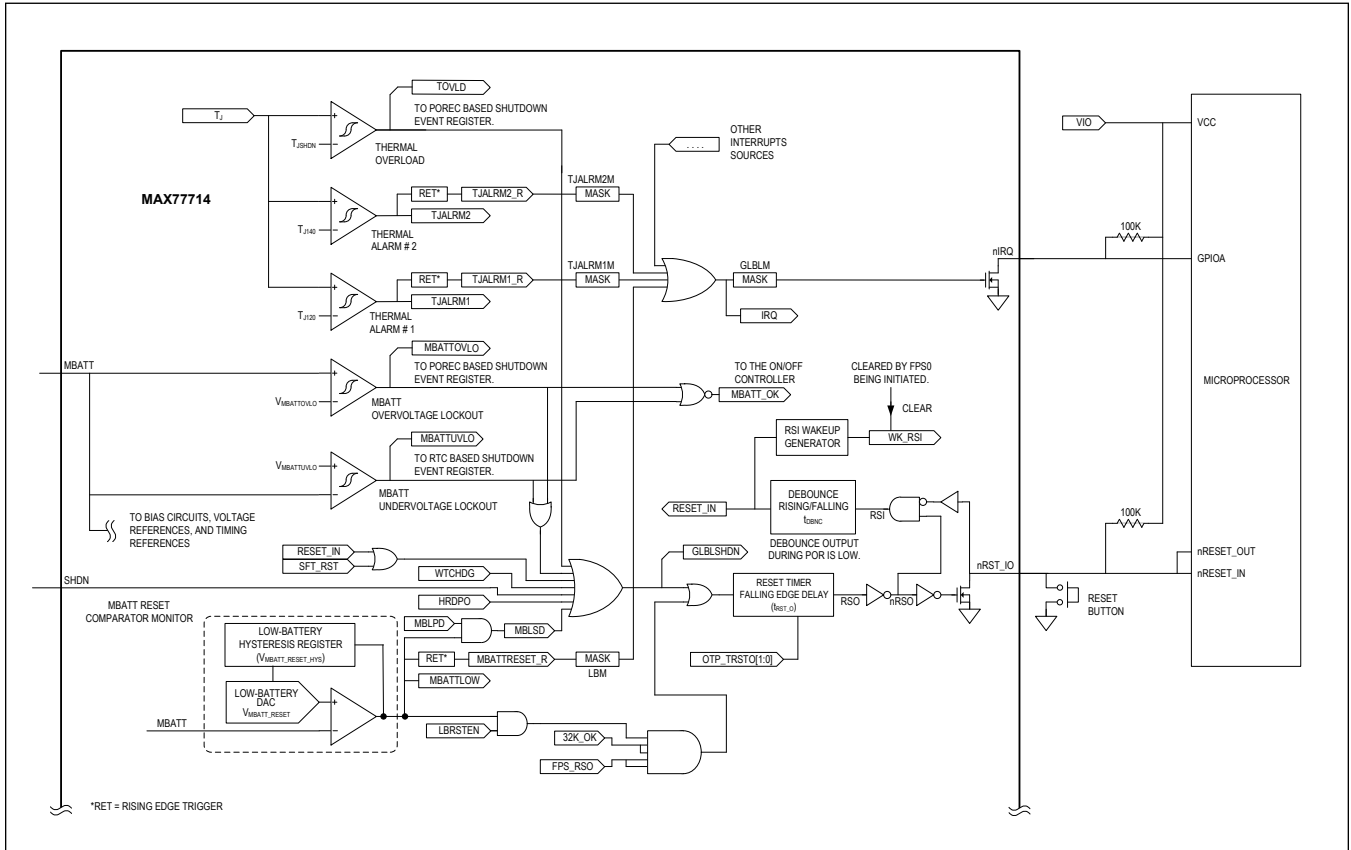 TOVLD
TO POREC BASED SHUTDOWN
EVENT REGISTER.
TJ
TJSHDN
THERMAL
OVERLOAD
MAX77714
OTHER
INTERRUPTS
SOURCES
. . . .
VIO
VCC
RET*
TJALRM2_R
TJALRM2M
MASK
TJALRM2
TJ140
THERMAL
ALARM # 2
100K
nIRQ
GPIOA
RET*
TJALRM1_R
TJALRM1M
MASK
GLBLM
MASK
TJALRM1
IRQ
TJ120
THERMAL
ALARM # 1
MBATT
MBATTOVLO
TO POREC BASED SHUTDOWN
EVENT REGISTER.
VMBATTOVLO
MBATT
OVERVOLTAGE LOCKOUT
TO THE ON/OFF
CONTROLLER
MBATT_OK
CLEARED BY FPS0
BEING INITIATED.
CLEAR
MICROPROCESSOR
RSI WAKEUP
GENERATOR
WK_RSI
MBATTUVLO
TO RTC BASED SHUTDOWN
EVENT REGISTER.
VMBATTUVLO
MBATT
UNDERVOLTAGE LOCKOUT
RESET_IN
DEBOUNCE
RISING/FALLING
tDBNC
RSI
DEBOUNCE OUTPUT
DURING POR IS LOW.
100K
TO BIAS CIRCUITS, VOLTAGE
REFERENCES, AND TIMING
REFERENCES
RESET_IN
SFT_RST
GLBLSHDN
nRST_IO
nRESET_OUT
nRESET_IN
SHDN
WTCHDG
HRDPO
RESET TIMER
FALLING EDGE DELAY
(tRST_O)
RSO
nRSO
RESET
BUTTON
MBATT RESET
COMPARATOR MONITOR
MBLPD
MBLSD
LOW-BATTERY
HYSTERESIS REGISTER
(VMBATT_RESET_HYS)
RET*
MBATTRESET_R
MASK
LBM
OTP_TRSTO[1:0]
MBATTLOW
LOW-BATTERY
DAC
VMBATT_RESET
MBATT
LBRSTEN
32K_OK
FPS_RSO
*RET = RISING EDGE TRIGGER